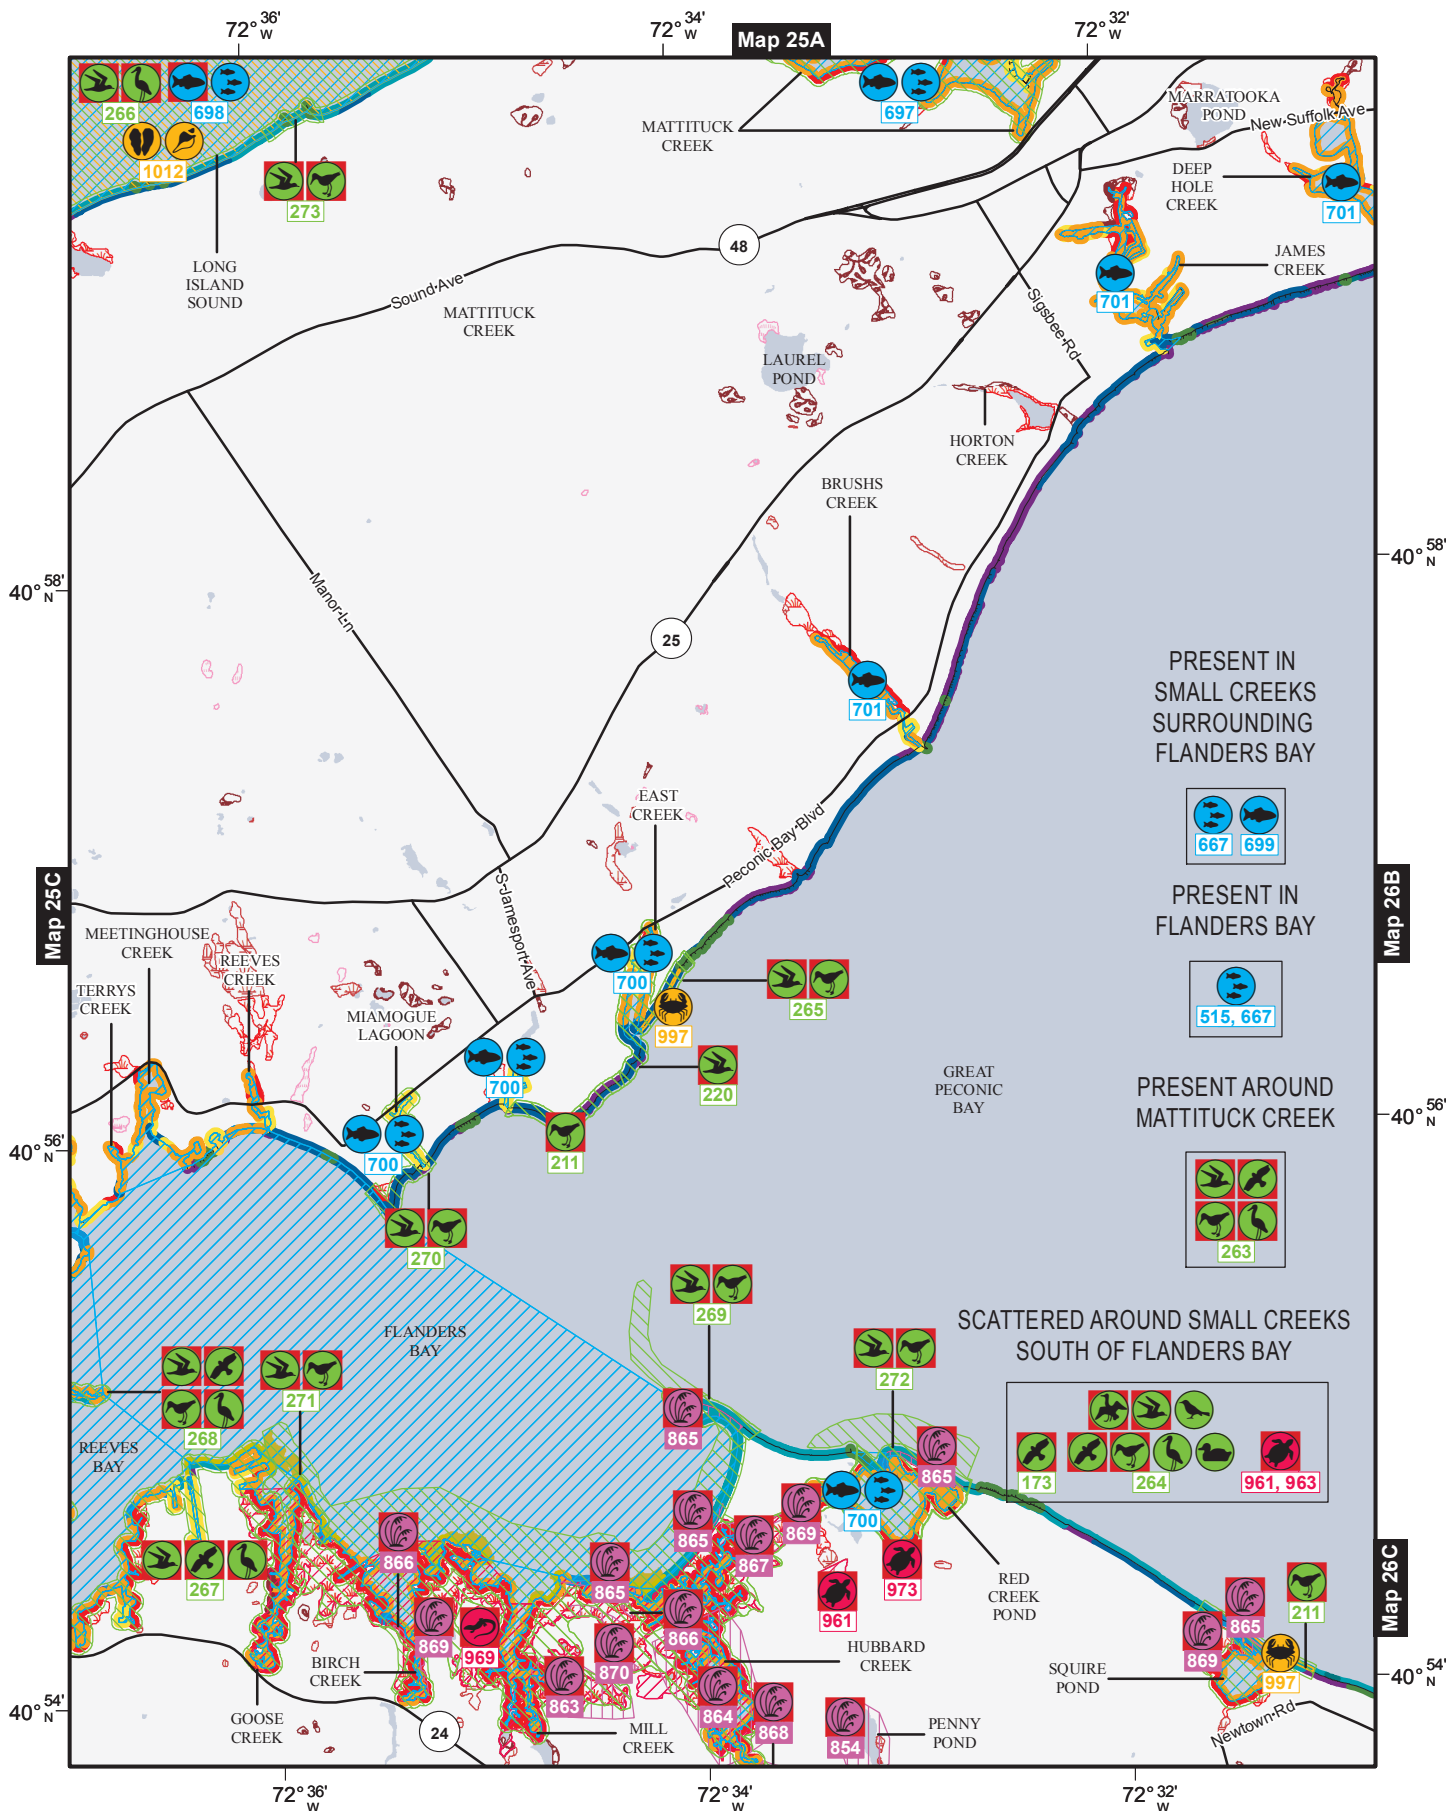 72° 36' W
72° 34' W
72° 32' W
Map 25A
266
698
1012
273
LONG
ISLAND
SOUND
MATTITUCK
CREEK
697
MARRATOOKA
POND
New Suffolk Ave
DEEP
HOLE
CREEK
701
JAMES
CREEK
701
48
Sound Ave
MATTITUCK
CREEK
Sigsbee Rd
LAUREL
POND
HORTON
CREEK
BRUSHS
CREEK
40° 58' N
40° 58' N
Manor Ln
25
701
PRESENT IN
SMALL CREEKS
SURROUNDING
FLANDERS BAY
667
699
EAST
CREEK
Peconic Bay Blvd
Map 25C
Map 26B
PRESENT IN
FLANDERS BAY
515, 667
MEETINGHOUSE
CREEK
REEVES
CREEK
S Jamesport Ave
TERRYS
CREEK
MIAMOGUE
LAGOON
700
265
997
700
220
GREAT
PECONIC
BAY
PRESENT AROUND
MATTITUCK CREEK
263
40° 56' N
40° 56' N
700
211
270
269
FLANDERS
BAY
SCATTERED AROUND SMALL CREEKS
SOUTH OF FLANDERS BAY
173
264
961, 963
272
271
268
REEVES
BAY
865
865
700
865
869
867
866
865
267
973
961
RED
CREEK
POND
Map 26C
211
865
869
997
869
969
866
870
863
HUBBARD
CREEK
864
868
854
BIRCH
CREEK
SQUIRE
POND
40° 54' N
40° 54' N
GOOSE
CREEK
24
MILL
CREEK
PENNY
POND
Newtown Rd
72° 36' W
72° 34' W
72° 32' W